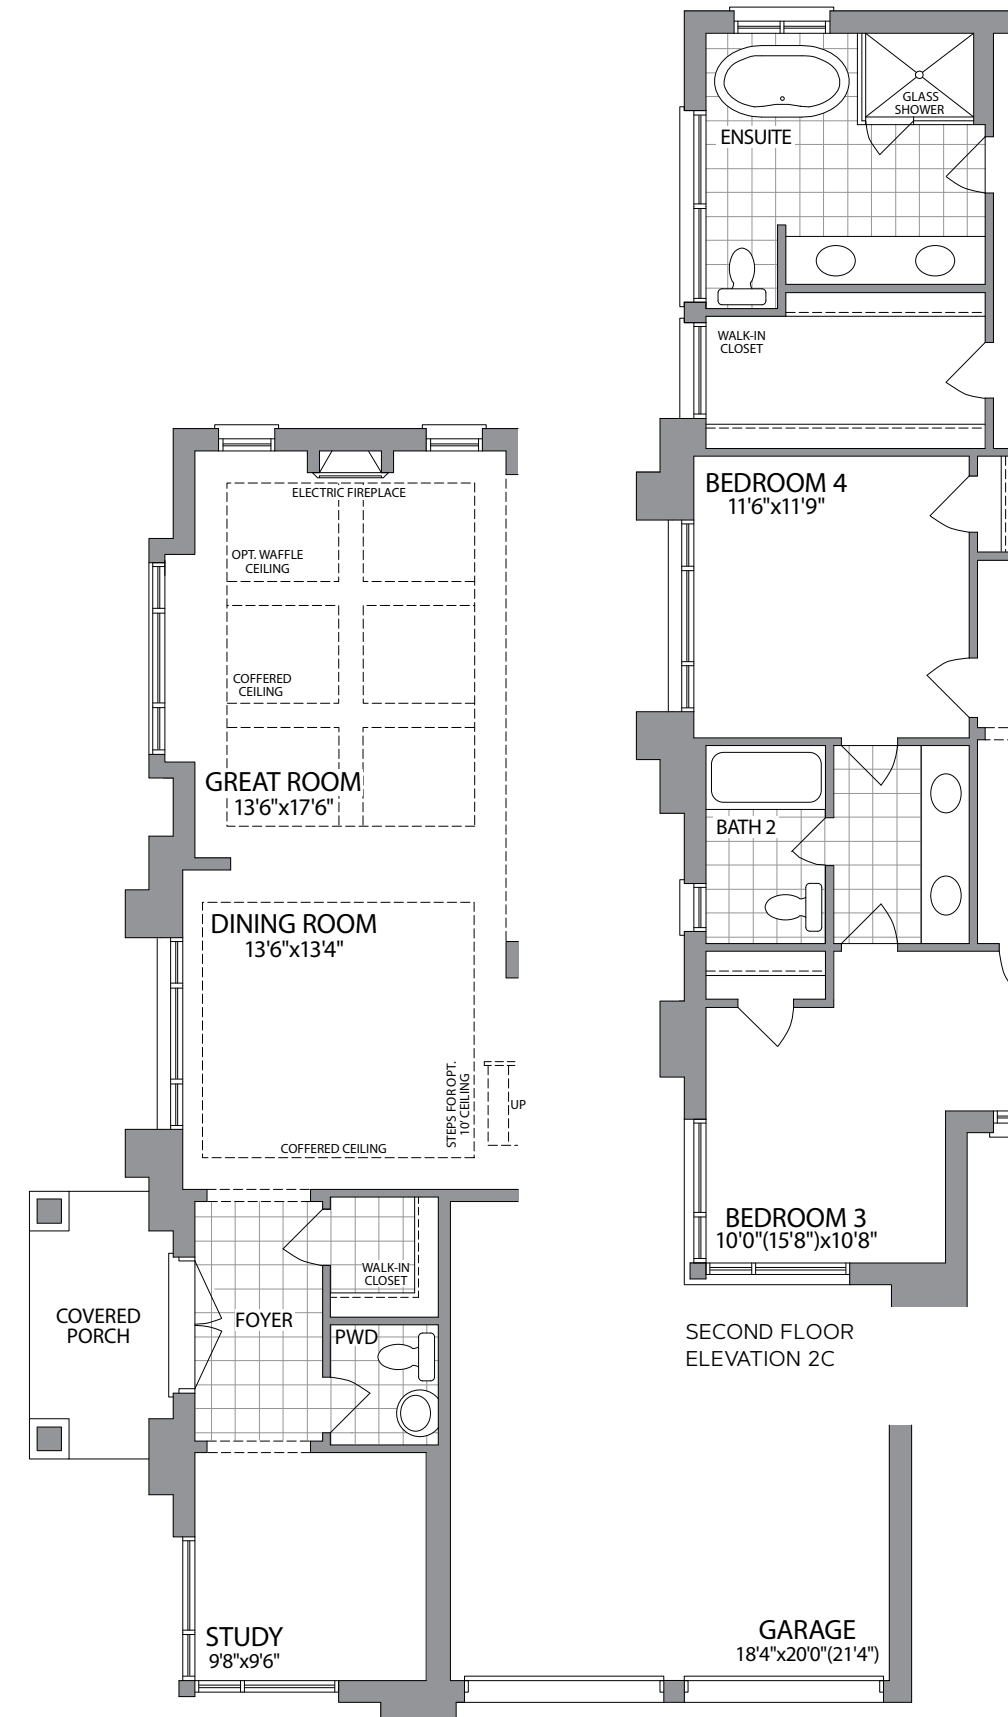 GLASS
SHOWER
ENSUITE
WALK-IN
CLOSET
BEDROOM 4
11'6"x11'9"
ELECTRIC FIREPLACE
OPT. WAFFLE
CEILING
COFFERED
CEILING
GREAT ROOM
13'6"x17'6"
BATH 2
DINING ROOM
13'6"x13'4"
STEPS FOR OPT.
10' CEILING
UP
COFFERED CEILING
BEDROOM 3
10'0"(15'8")x10'8"
WALK-IN
CLOSET
COVERED
PORCH
FOYER
PWD
SECOND FLOOR
ELEVATION 2C
STUDY
9'8"x9'6"
GARAGE
18'4"x20'0"(21'4")